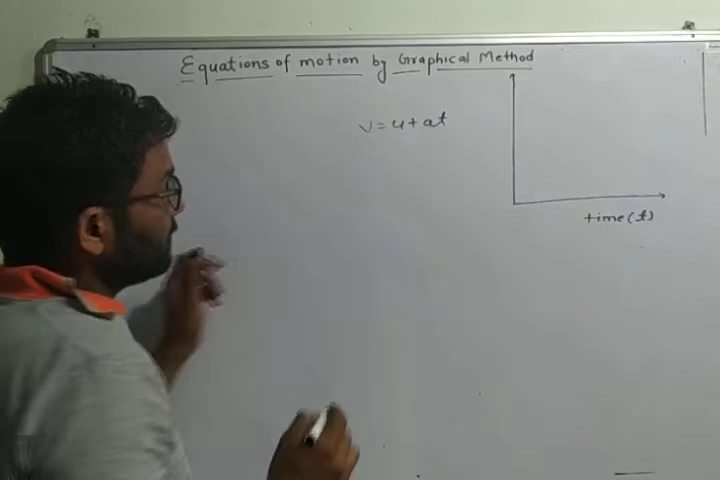 Equations of motion by Graphical Method
v = u + at
time (t)